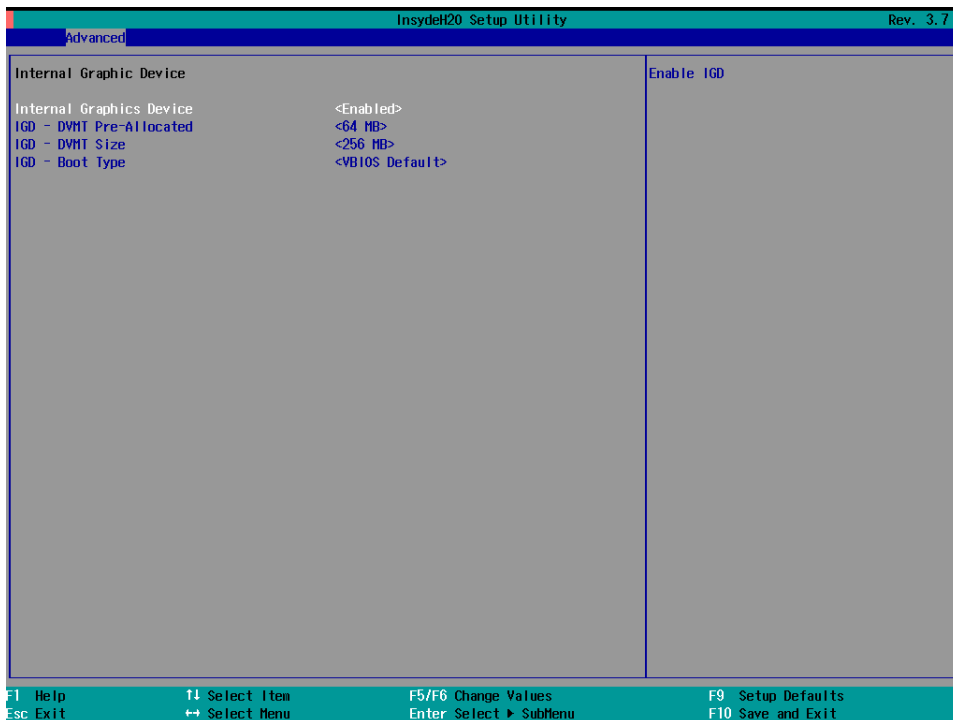 InsydeH20 Setup Utility Rev. 3.7
Advanced
Internal Graphic Device Enable IGD
Internal Graphics Device <Enabled>
IGD - DVMT Pre-Allocated <64 MB>
IGD - DVMT Size <256 MB>
IGD - Boot Type <VBIOS Default>
F1 Help ↑↓ Select Item F5/F6 Change Values F9 Setup Defaults
Esc Exit ↔ Select Menu Enter Select ▶ SubMenu F10 Save and Exit